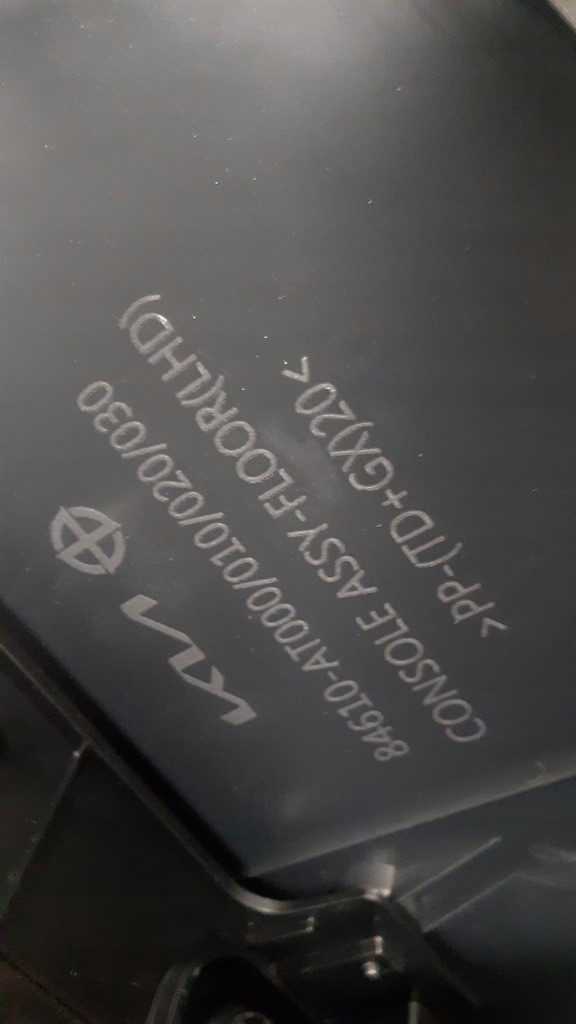 KIA
84610-AT000/010/020/030
CONSOLE ASSY-FLOOR(LHD)
>PP-(TD+GX)20<